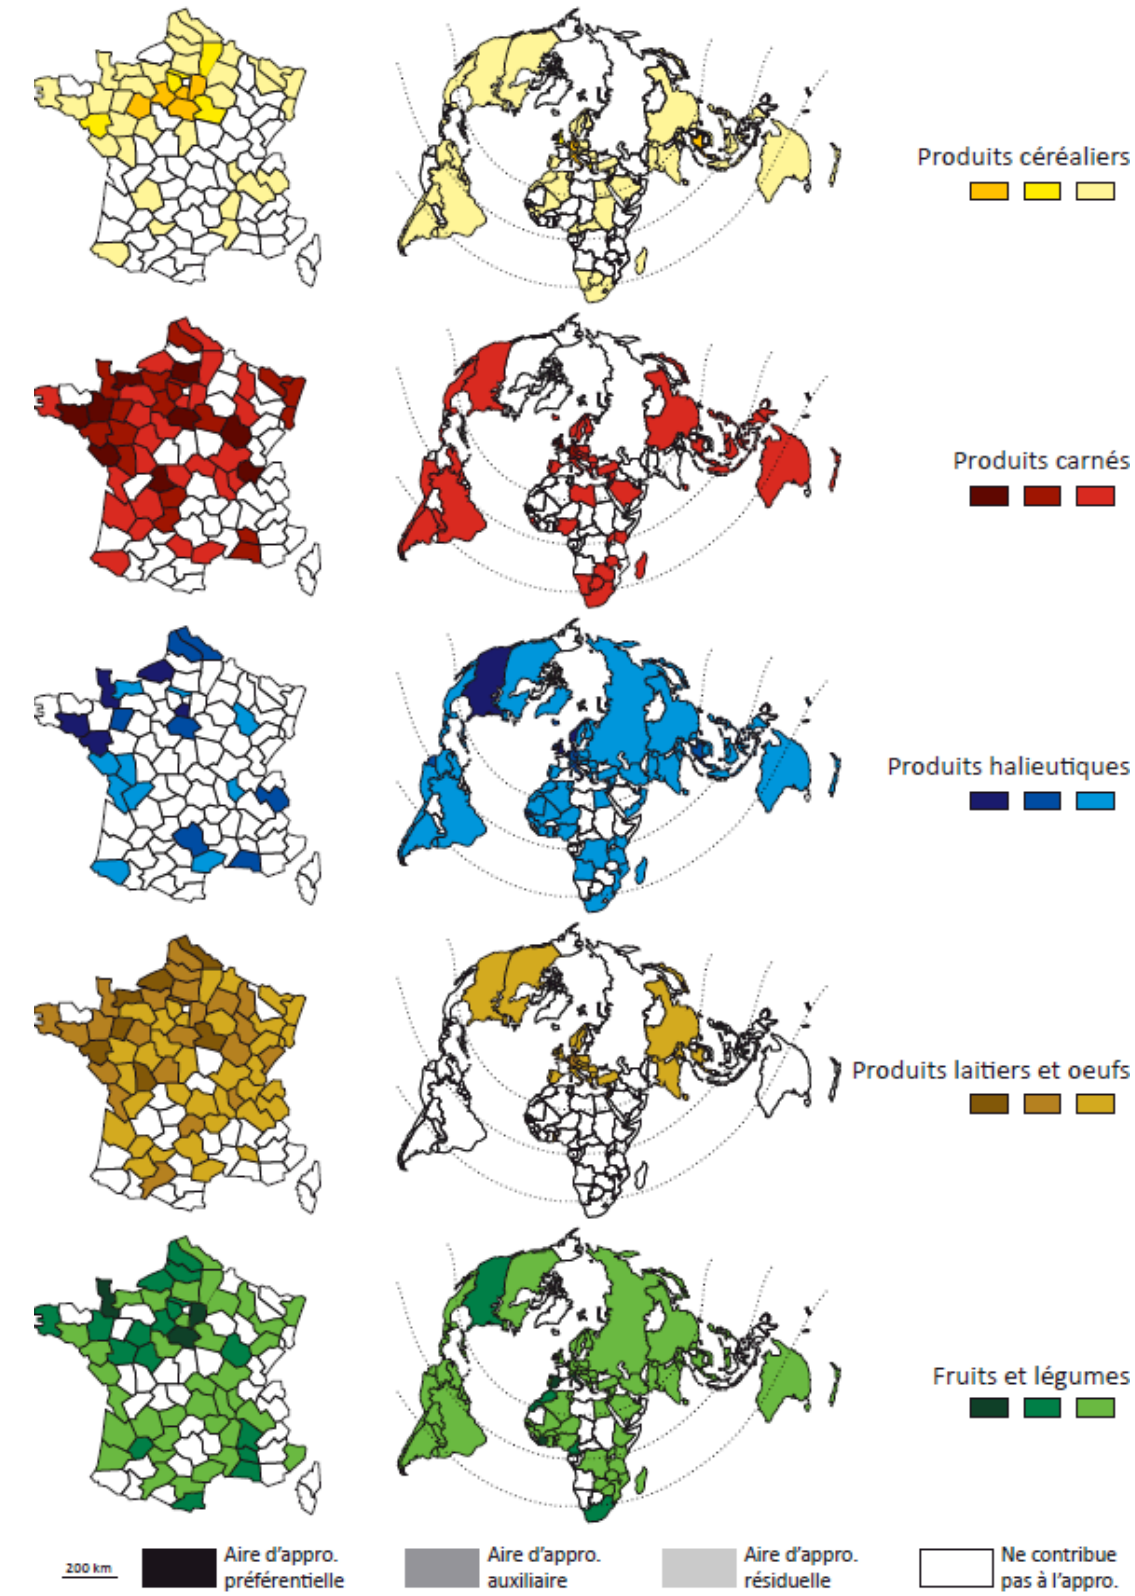 Produits céréaliers
Produits carnés
Produits halieutiques
Produits laitiers et oeufs
Fruits et légumes
200 km
Aire d'appro.
préférentielle
Aire d'appro.
auxiliaire
Aire d'appro.
résiduelle
Ne contribue
pas à l'appro.